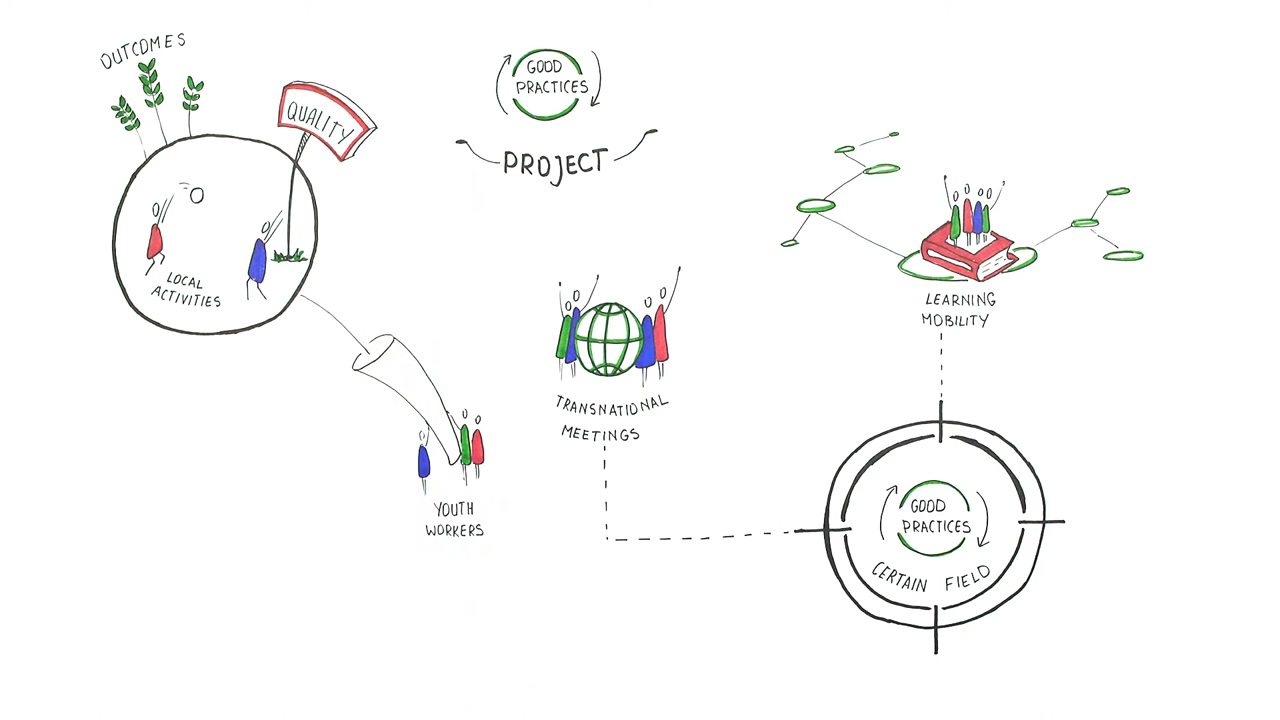 OUTCOMES
QUALITY
LOCAL
ACTIVITIES
GOOD
PRACTICES
PROJECT
YOUTH
WORKERS
TRANSNATIONAL
MEETINGS
LEARNING
MOBILITY
GOOD
PRACTICES
CERTAIN FIELD